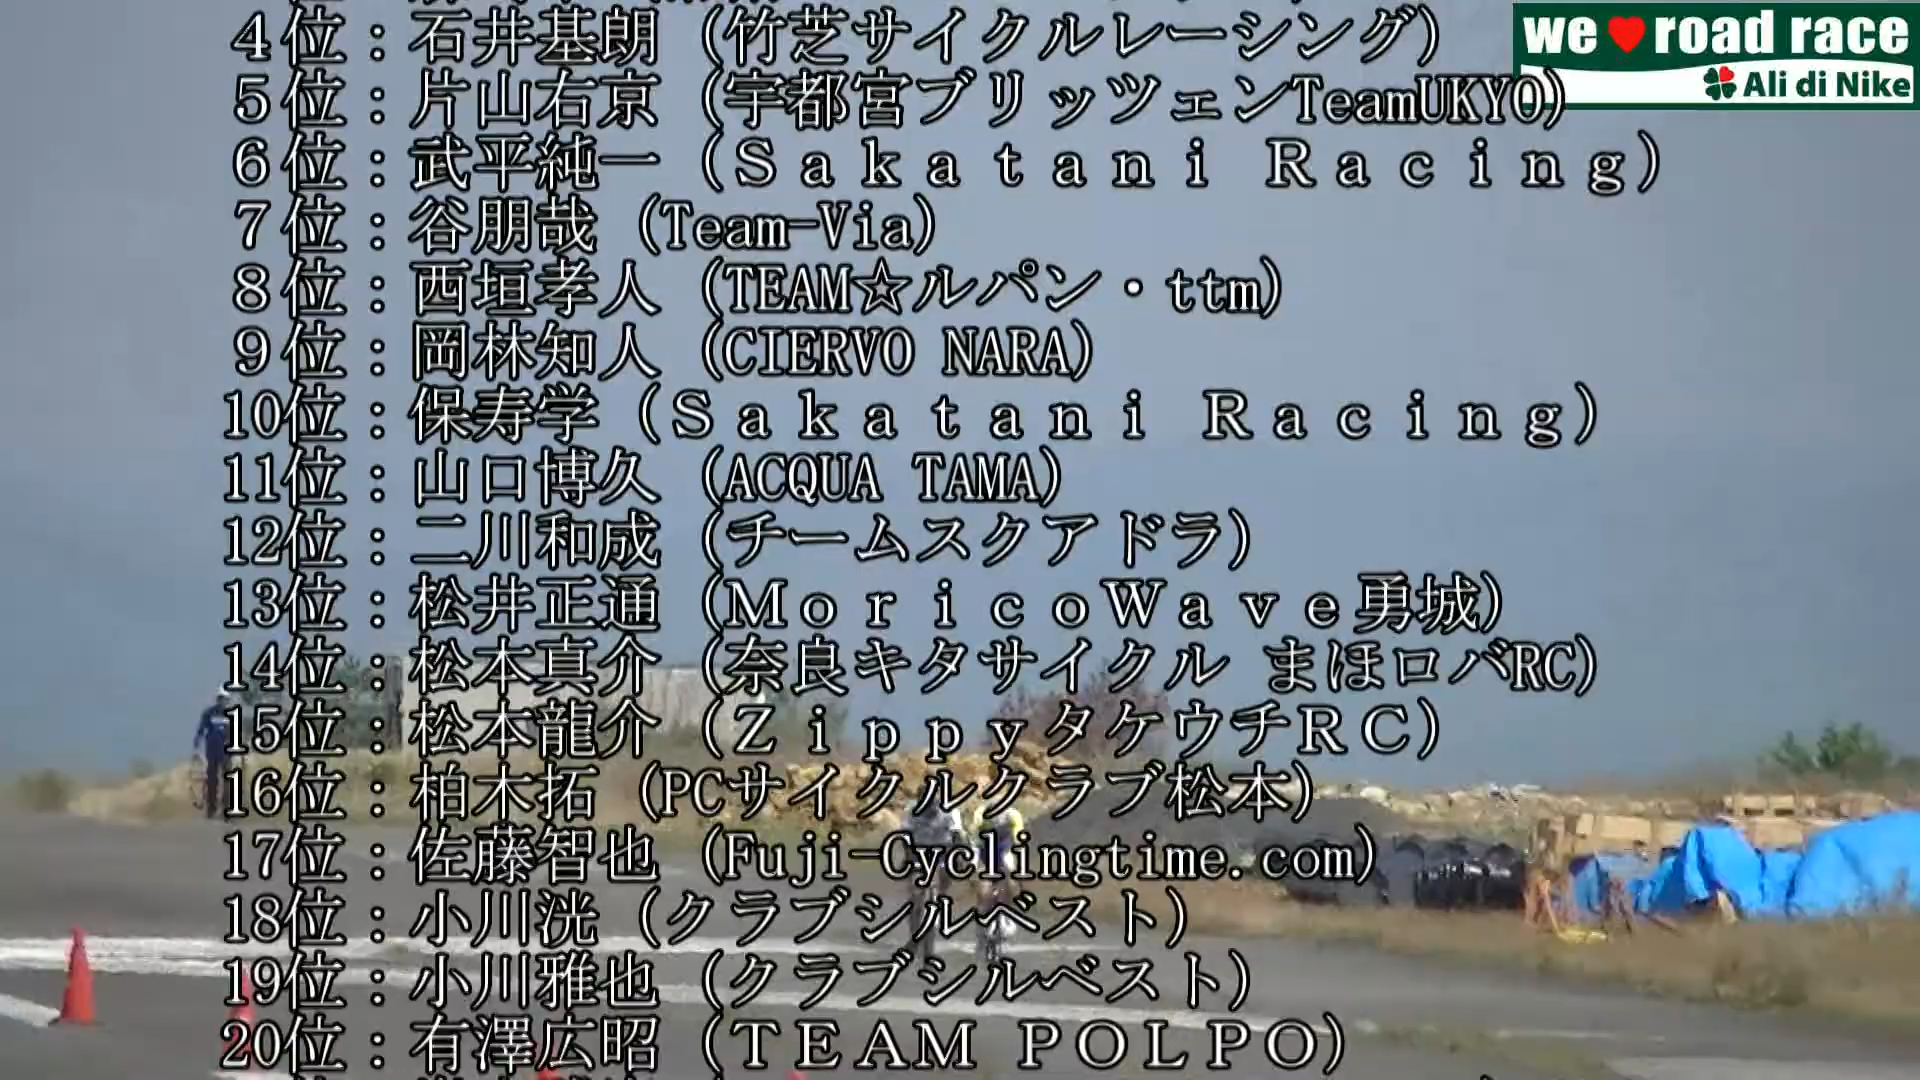 we ♥ road race
Ali di Nike
4位：石井基朗（竹芝サイクルレーシング）
5位：片山右京（宇都宮ブリッツェンTeamUKYO）
6位：武平純一（Ｓａｋａｔａｎｉ Ｒａｃｉｎｇ）
7位：谷朋哉（Team-Via）
8位：西垣孝人（TEAM☆ルパン・ttm）
9位：岡林知人（CIERVO NARA）
10位：保寿学（Ｓａｋａｔａｎｉ Ｒａｃｉｎｇ）
11位：山口博久（ACQUA TAMA）
12位：二川和成（チームスクアドラ）
13位：松井正通（ＭｏｒｉｃｏＷａｖｅ勇城）
14位：松本真介（奈良キタサイクル まほロバRC）
15位：松本龍介（ＺｉｐｐｙタケウチＲＣ）
16位：柏木拓（PCサイクルクラブ松本）
17位：佐藤智也（Fuji-Cyclingtime.com）
18位：小川洸（クラブシルベスト）
19位：小川雅也（クラブシルベスト）
20位：有澤広昭（ＴＥＡＭ ＰＯＬＰＯ）